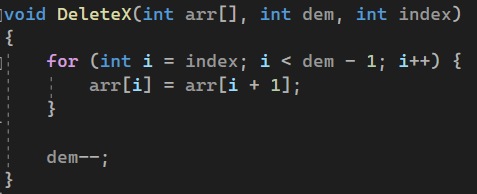 void DeleteX(int arr[], int dem, int index)
{
    for (int i = index; i < dem - 1; i++) {
        arr[i] = arr[i + 1];
    }

    dem--;
}